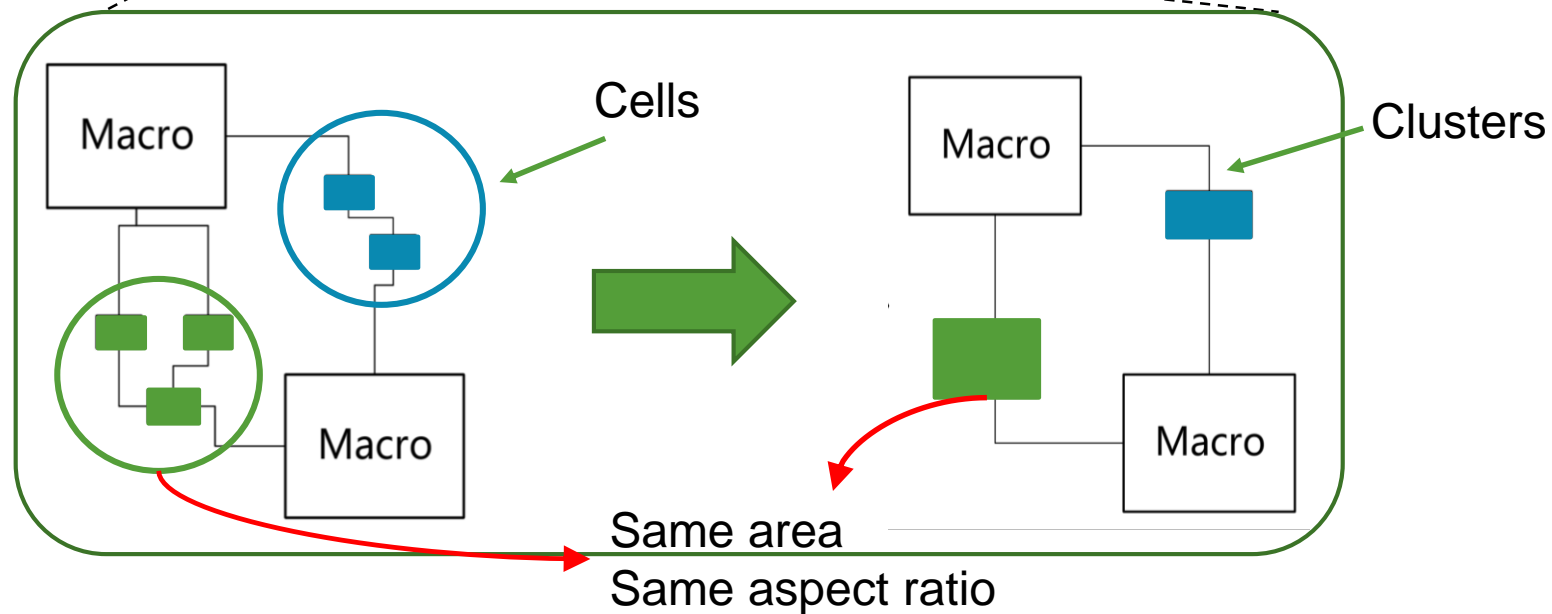 Macro
Cells
Macro
Macro
Clusters
Macro
Same area
Same aspect ratio